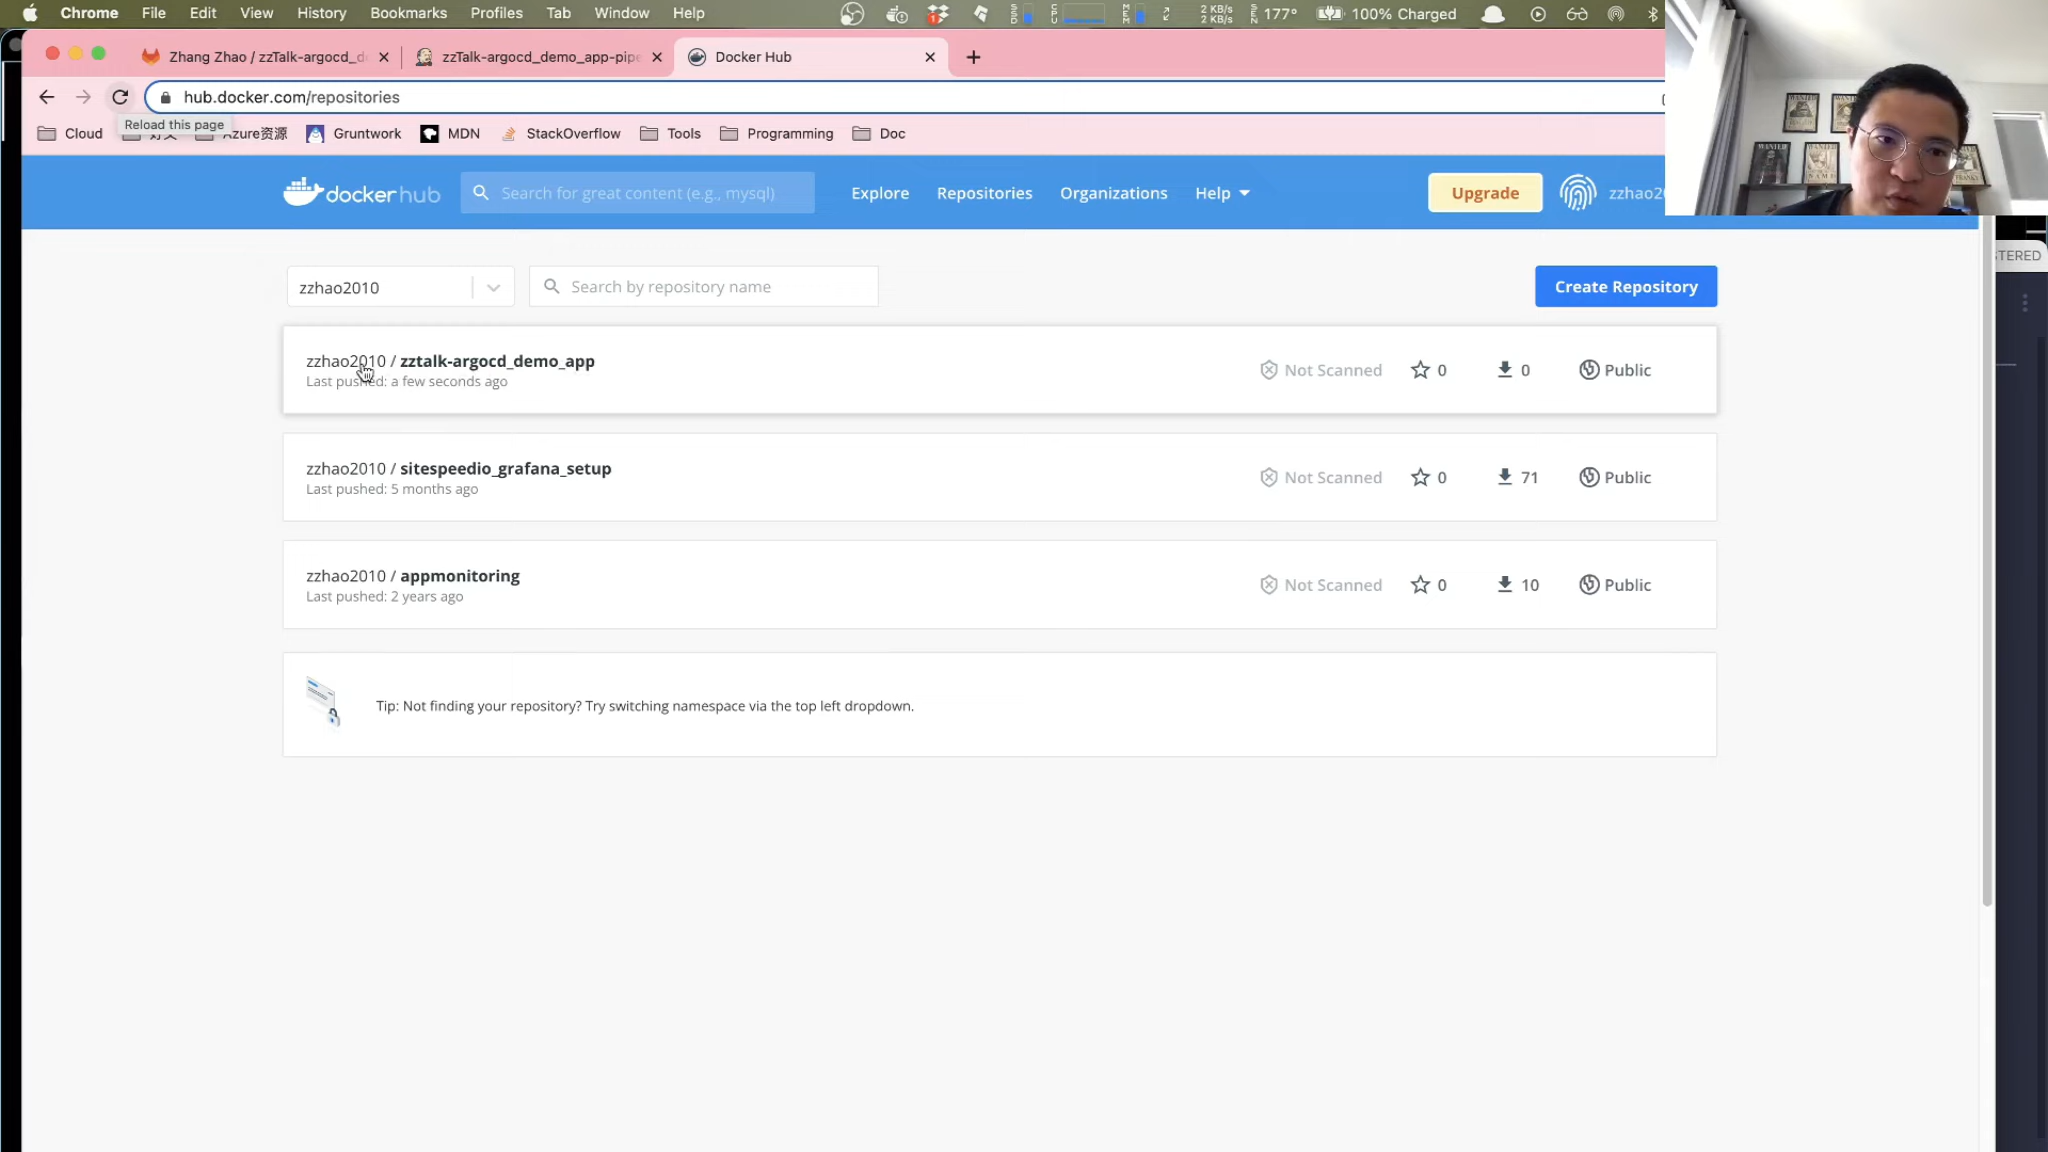 Chrome File Edit View History Bookmarks Profiles Tab Window Help
1 2 KB/s 2 KB/s 177° 100% Charged
Zhang Zhao / zzTalk-argocd_d
zzTalk-argocd_demo_app-pipe
Docker Hub
hub.docker.com/repositories
Reload this page
Cloud Azure资源 Gruntwork MDN StackOverflow Tools Programming Doc
docker hub
Search for great content (e.g., mysql)
Explore Repositories Organizations Help
Upgrade
zzhao2
TERED
zzhao2010
Search by repository name
Create Repository
zzhao2010 / zztalk-argocd_demo_app
Last pushed: a few seconds ago
Not Scanned 0 0 Public
zzhao2010 / sitespeedio_grafana_setup
Last pushed: 5 months ago
Not Scanned 0 71 Public
zzhao2010 / appmonitoring
Last pushed: 2 years ago
Not Scanned 0 10 Public
Tip: Not finding your repository? Try switching namespace via the top left dropdown.
WANTED
WANTED
WANTED